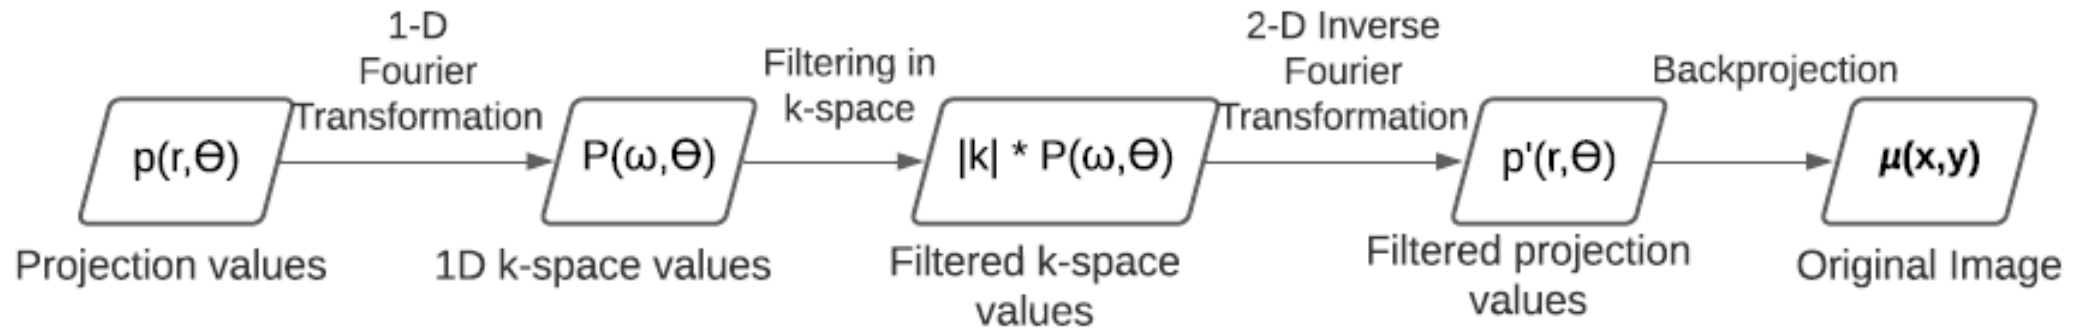 1-D
Fourier
Transformation
Filtering in
k-space
2-D Inverse
Fourier
Transformation
Backprojection
p(r,Ɵ)
P(ω,Ɵ)
|k| * P(ω,Ɵ)
p'(r,Ɵ)
μ(x,y)
Projection values
1D k-space values
Filtered k-space
values
Filtered projection
values
Original Image